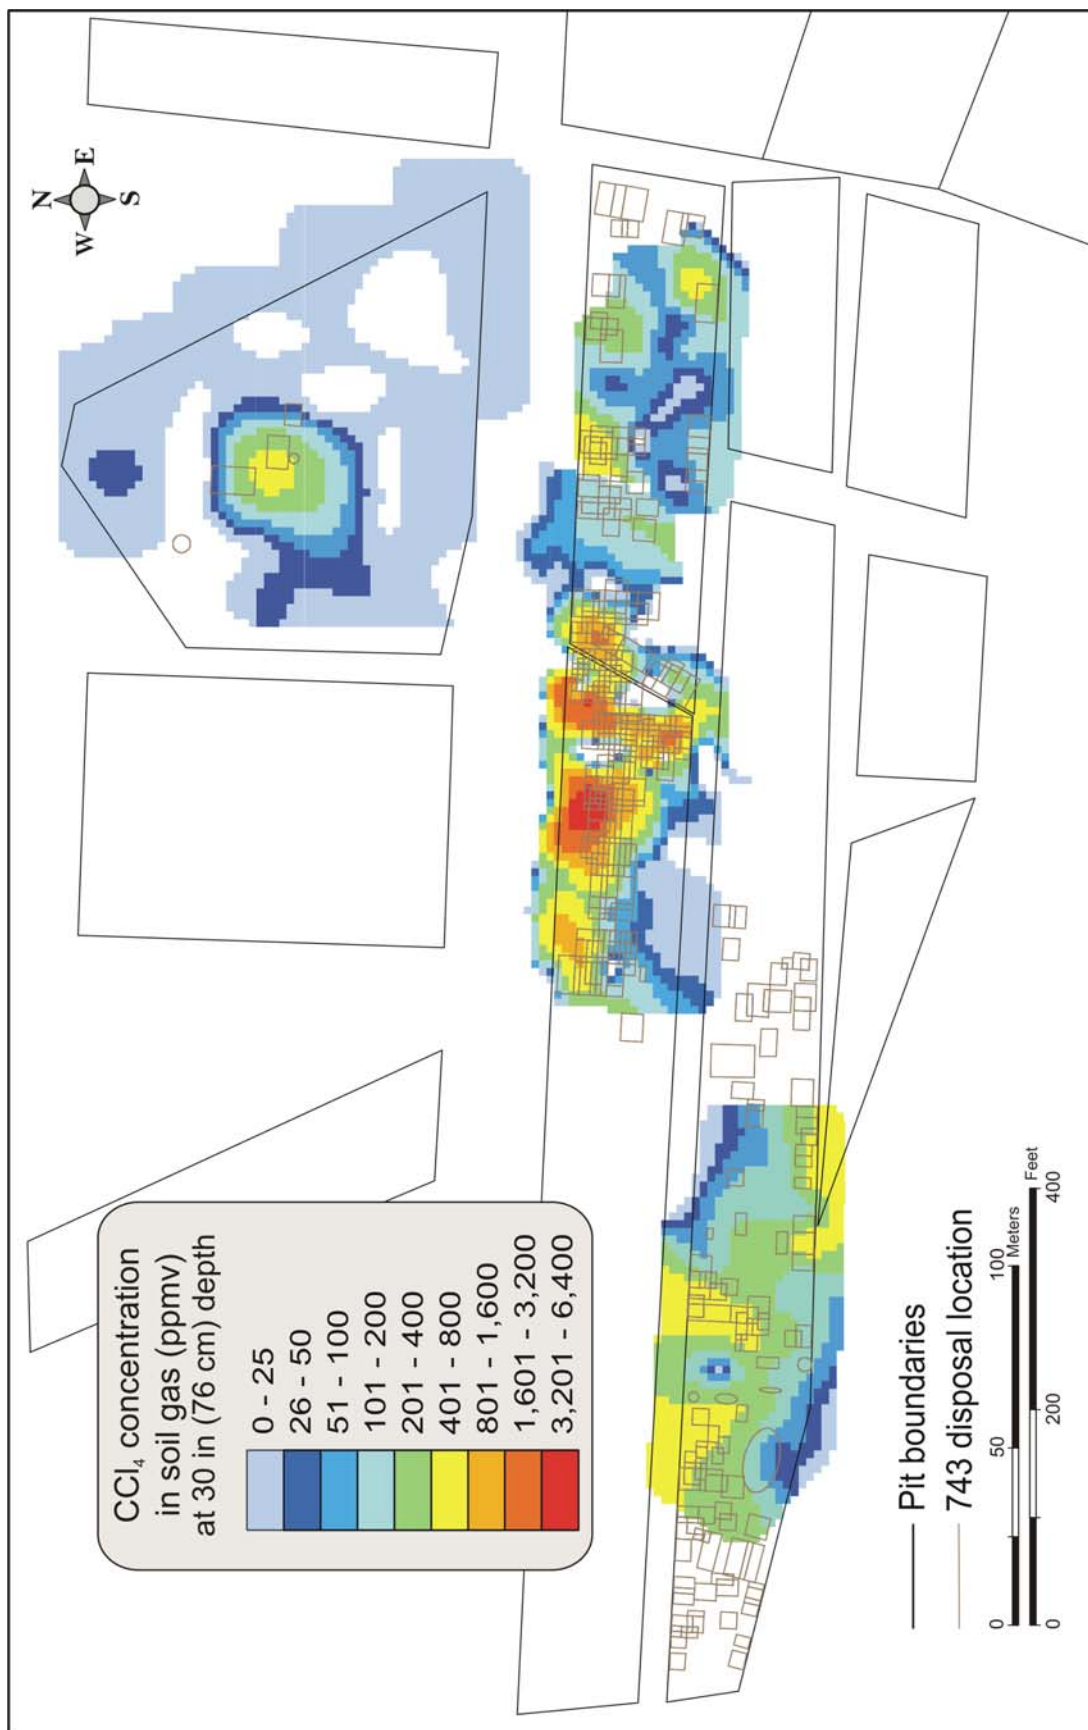 N
W E
S
CCl₄ concentration
in soil gas (ppmv)
at 30 in (76 cm) depth
0 - 25
26 - 50
51 - 100
101 - 200
201 - 400
401 - 800
801 - 1,600
1,601 - 3,200
3,201 - 6,400
Pit boundaries
743 disposal location
0 50 100
Meters
Feet
0 200 400